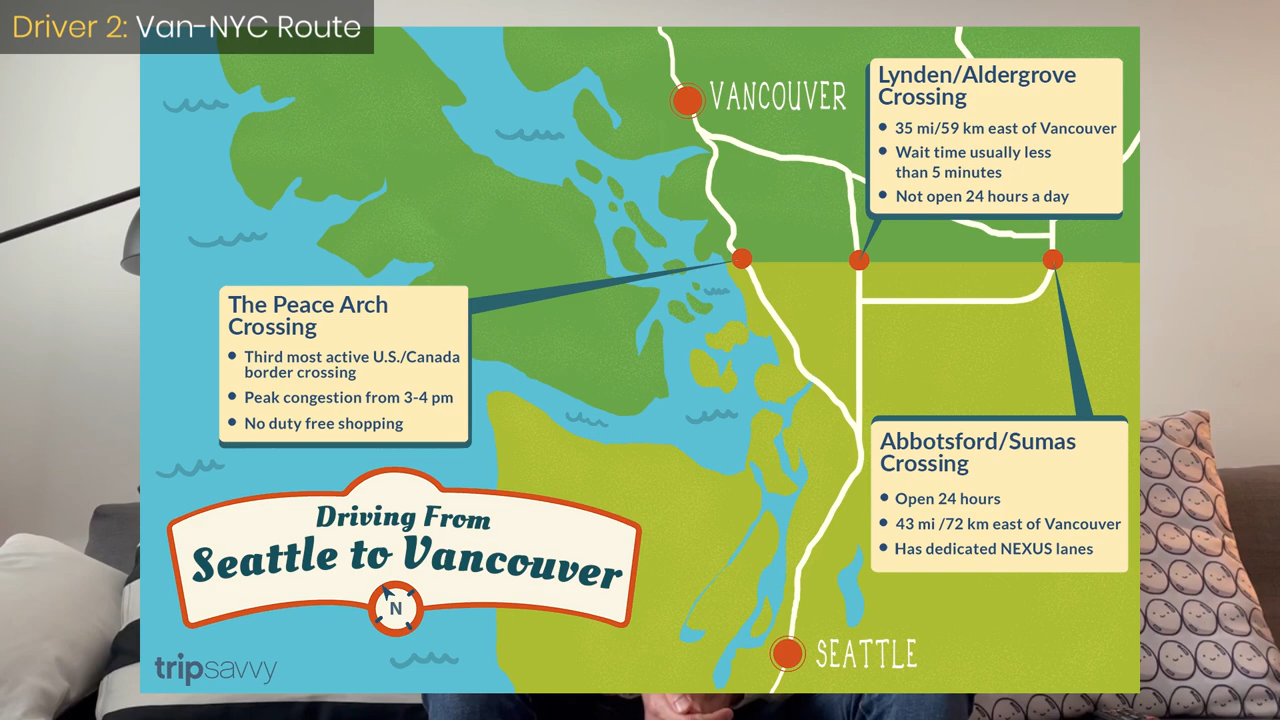 Driver 2: Van-NYC Route
VANCOUVER
Lynden/Aldergrove
Crossing
35 mi/59 km east of Vancouver
Wait time usually less
than 5 minutes
Not open 24 hours a day
The Peace Arch
Crossing
Third most active U.S./Canada
border crossing
Peak congestion from 3-4 pm
No duty free shopping
Abbotsford/Sumas
Crossing
Open 24 hours
43 mi /72 km east of Vancouver
Has dedicated NEXUS lanes
Driving From
Seattle to Vancouver
N
SEATTLE
tripsavvy